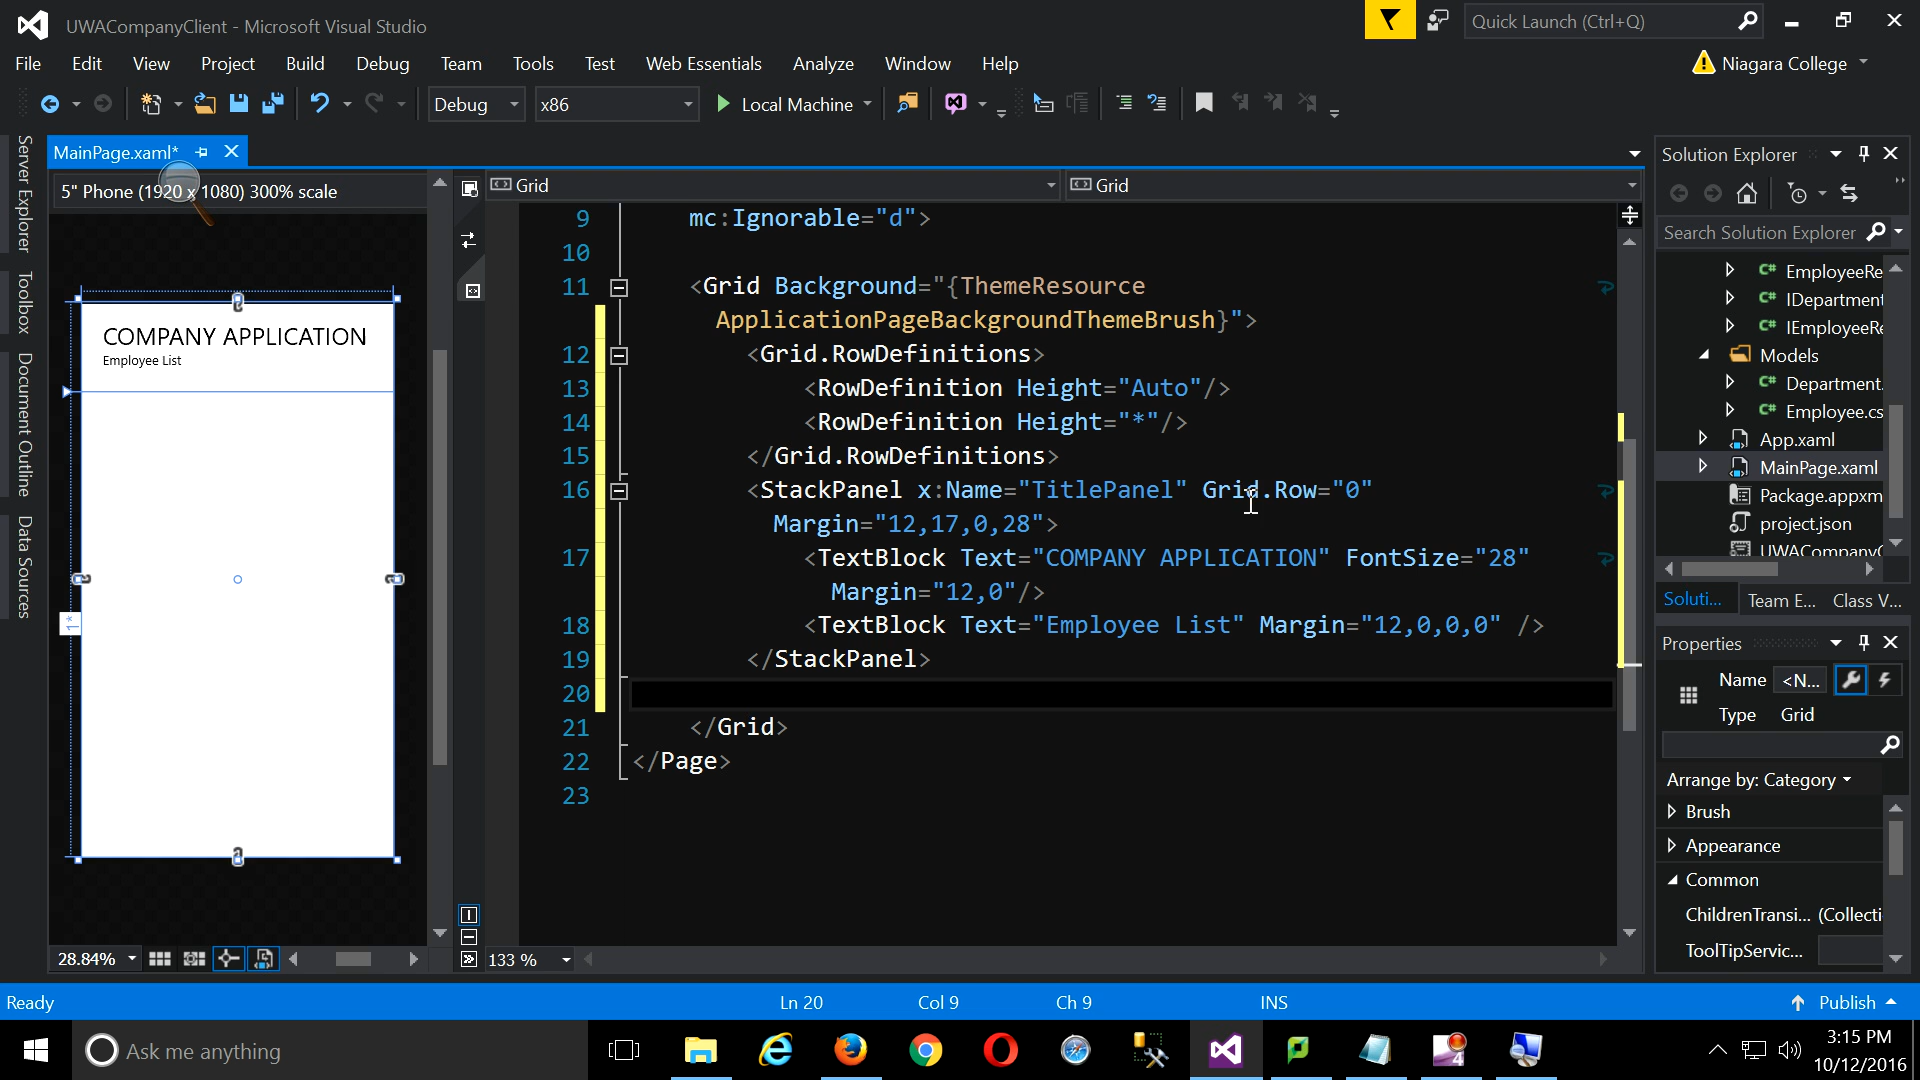 UWACompanyClient - Microsoft Visual Studio
Quick Launch (Ctrl+Q)
File Edit View Project Build Debug Team Tools Test Web Essentials Analyze Window Help
Niagara College
Debug x86 Local Machine
Server Explorer
Toolbox
Document Outline
Data Sources
MainPage.xaml*
5" Phone (1920 x 1080) 300% scale
COMPANY APPLICATION
Employee List
1*
28.84%
Grid Grid
9 mc:Ignorable="d">
10
11 <Grid Background="{ThemeResource
ApplicationPageBackgroundThemeBrush}">
12 <Grid.RowDefinitions>
13 <RowDefinition Height="Auto"/>
14 <RowDefinition Height="*"/>
15 </Grid.RowDefinitions>
16 <StackPanel x:Name="TitlePanel" Grid.Row="0"
Margin="12,17,0,28">
17 <TextBlock Text="COMPANY APPLICATION" FontSize="28"
Margin="12,0"/>
18 <TextBlock Text="Employee List" Margin="12,0,0,0" />
19 </StackPanel>
20
21 </Grid>
22 </Page>
23
133 %
Solution Explorer
Search Solution Explorer
C# EmployeeRe
C# IDepartment
C# IEmployeeRe
Models
C# Department.
C# Employee.cs
App.xaml
MainPage.xaml
Package.appxm
project.json
UWACompanyC
Soluti... Team E... Class V...
Properties
Name <N...
Type Grid
Arrange by: Category
Brush
Appearance
Common
ChildrenTransi... (Collecti
ToolTipServic...
Ready Ln 20 Col 9 Ch 9 INS Publish
Ask me anything
4
3:15 PM
10/12/2016